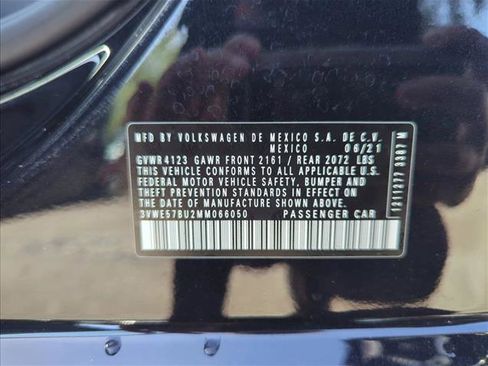 MFD BY VOLKSWAGEN DE MEXICO S.A. DE C.V.
MEXICO 06/21
GVWR 4123 GAWR FRONT 2161 / REAR 2072 LBS
THIS VEHICLE CONFORMS TO ALL APPLICABLE U.S.
FEDERAL MOTOR VEHICLE SAFETY, BUMPER AND
THEFT PREVENTION STANDARDS IN EFFECT ON
THE DATE OF MANUFACTURE SHOWN ABOVE
3VWE57BU2MM066050 PASSENGER CAR